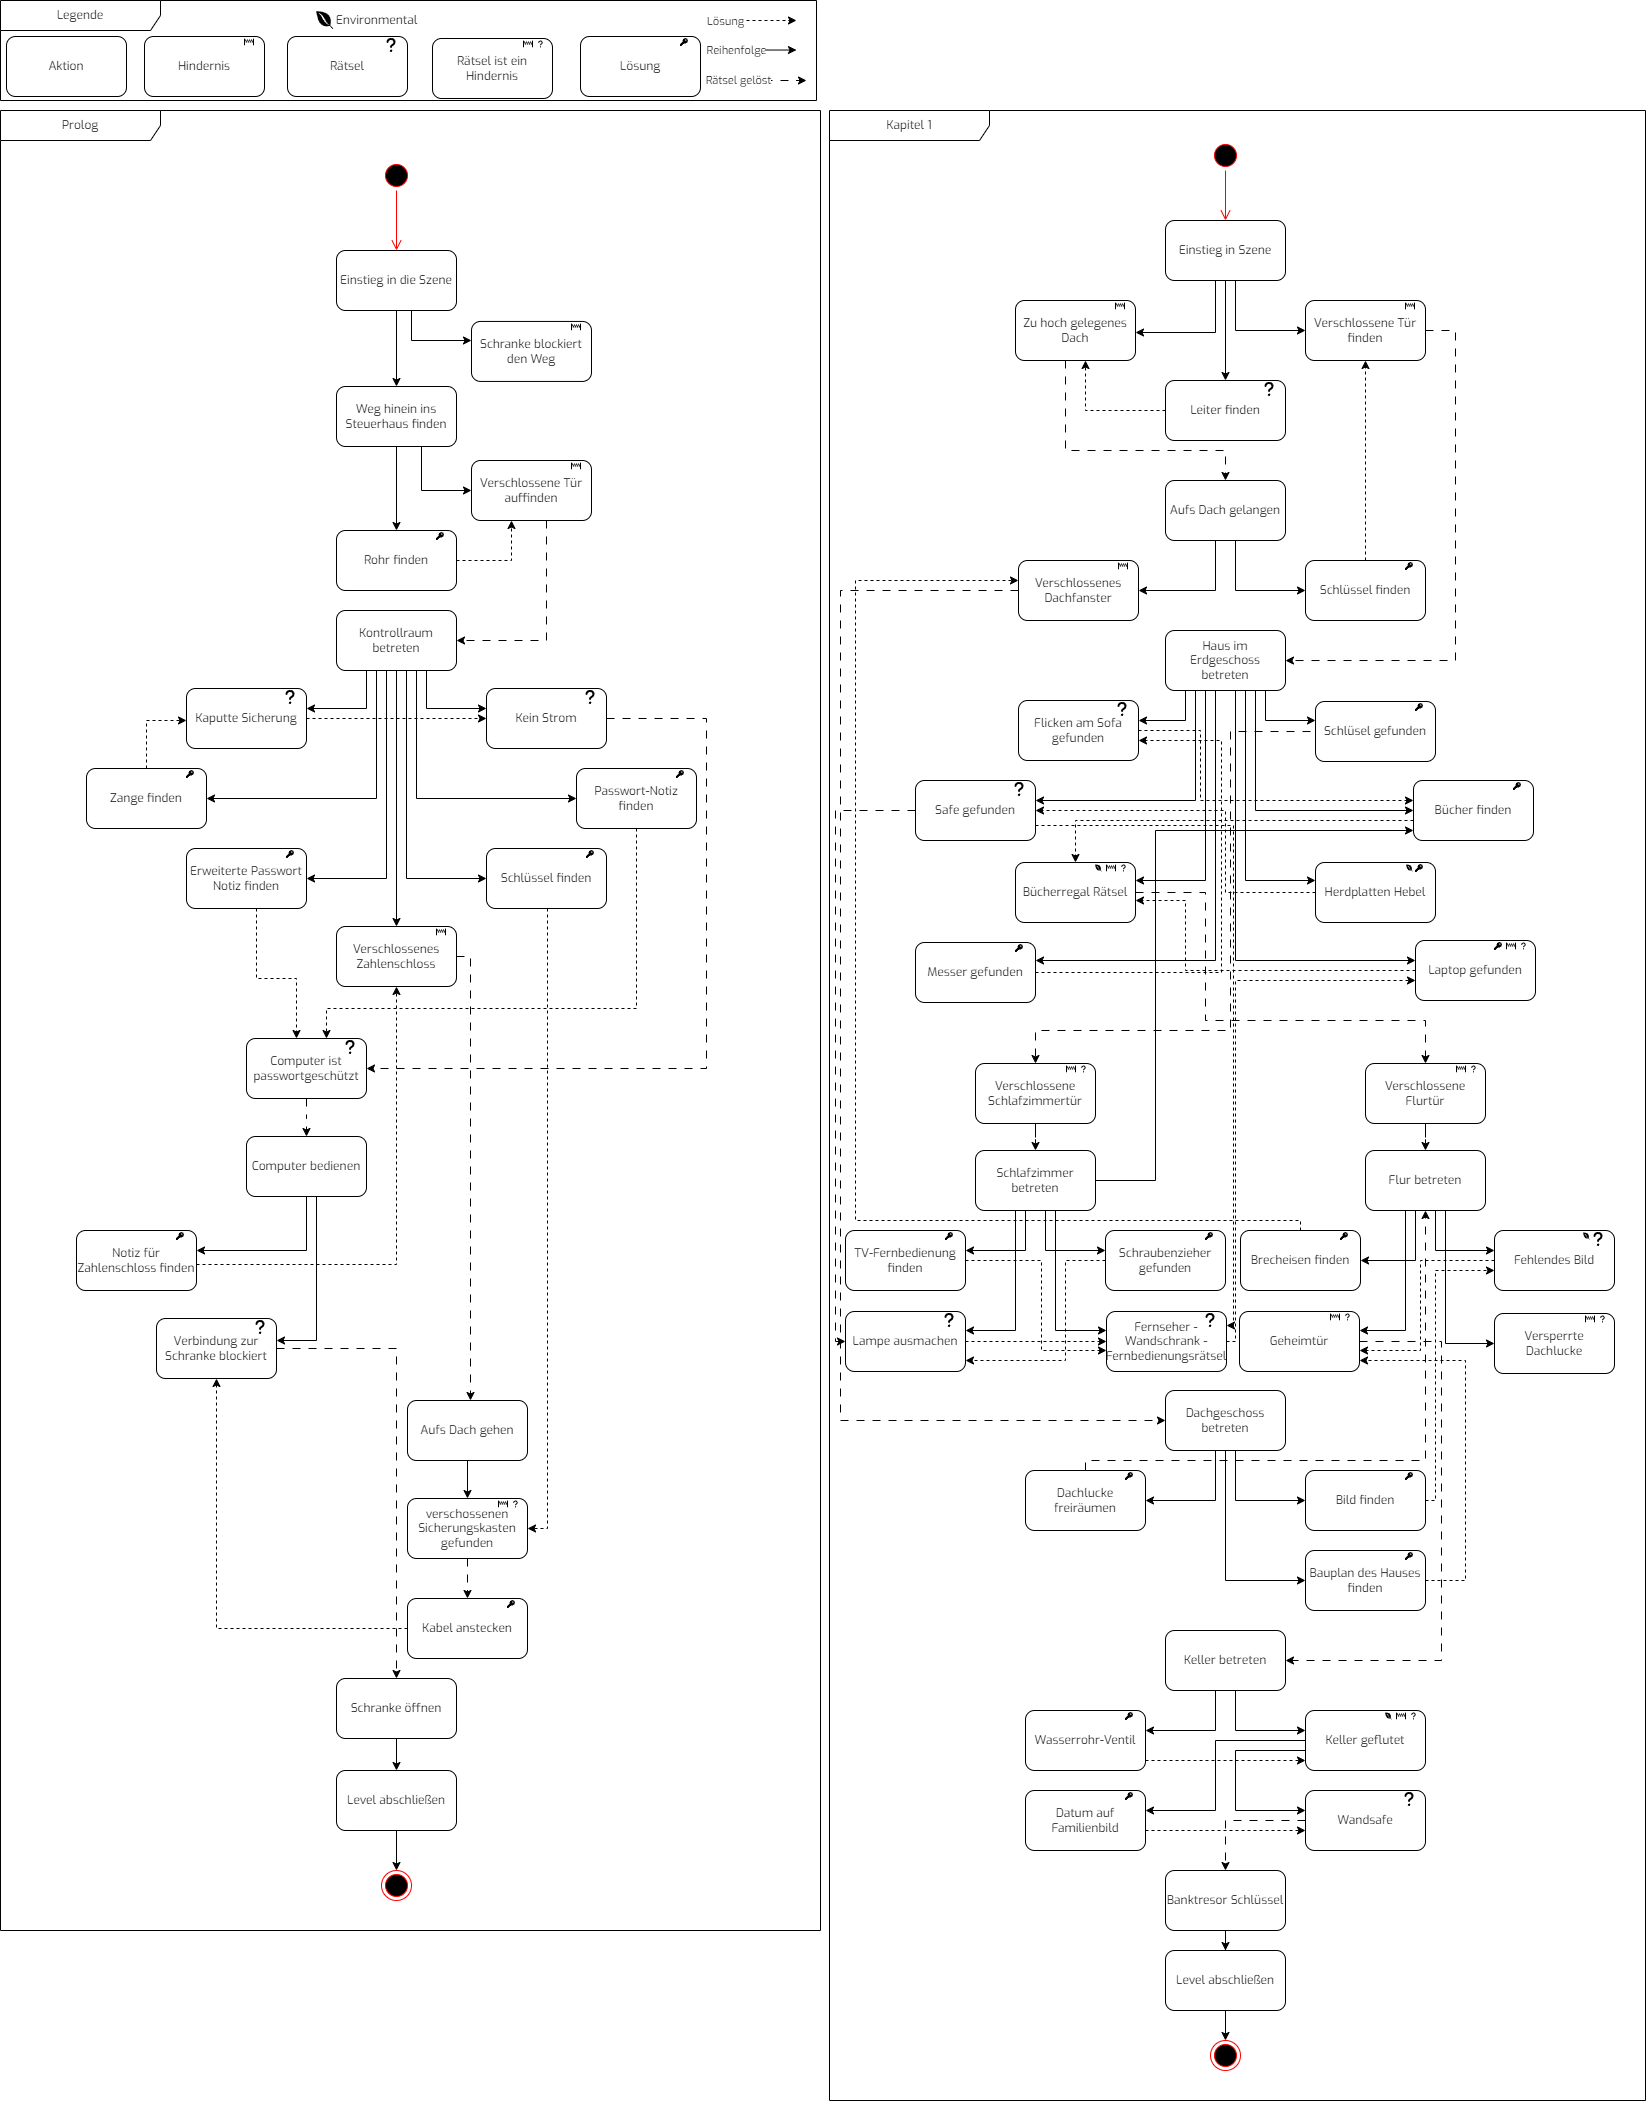 Legende
Environmental
Lösung
Reihenfolge
Rätsel gelöst
Aktion
Hindernis
?
Rätsel
?
Rätsel ist ein
Hindernis
Lösung
Prolog
Einstieg in die Szene
Schranke blockiert
den Weg
Weg hinein ins
Steuerhaus finden
Verschlossene Tür
auffinden
Rohr finden
Kontrollraum
betreten
?
Kaputte Sicherung
?
Kein Strom
Zange finden
Passwort-Notiz
finden
Erweiterte Passwort
Notiz finden
Schlüssel finden
Verschlossenes
Zahlenschloss
?
Computer ist
passwortgeschützt
Computer bedienen
Notiz für
Zahlenschloss finden
?
Verbindung zur
Schranke blockiert
Aufs Dach gehen
?
verschossenen
Sicherungskasten
gefunden
Kabel anstecken
Schranke öffnen
Level abschließen
Kapitel 1
Einstieg in Szene
Zu hoch gelegenes
Dach
Verschlossene Tür
finden
?
Leiter finden
Aufs Dach gelangen
Verschlossenes
Dachfanster
Schlüssel finden
Haus im
Erdgeschoss
betreten
?
Flicken am Sofa
gefunden
Schlüsel gefunden
?
Safe gefunden
Bücher finden
?
Bücherregal Rätsel
Herdplatten Hebel
Messer gefunden
?
Laptop gefunden
?
Verschlossene
Schlafzimmertür
?
Verschlossene
Flurtür
Schlafzimmer
betreten
Flur betreten
TV-Fernbedienung
finden
Schraubenzieher
gefunden
Brecheisen finden
?
Fehlendes Bild
?
Lampe ausmachen
?
Fernseher -
Wandschrank -
Fernbedienungsrätsel
?
Geheimtür
?
Versperrte
Dachlucke
Dachgeschoss
betreten
Dachlucke
freiräumen
Bild finden
Bauplan des Hauses
finden
Keller betreten
Wasserrohr-Ventil
?
Keller geflutet
Datum auf
Familienbild
?
Wandsafe
Banktresor Schlüssel
Level abschließen